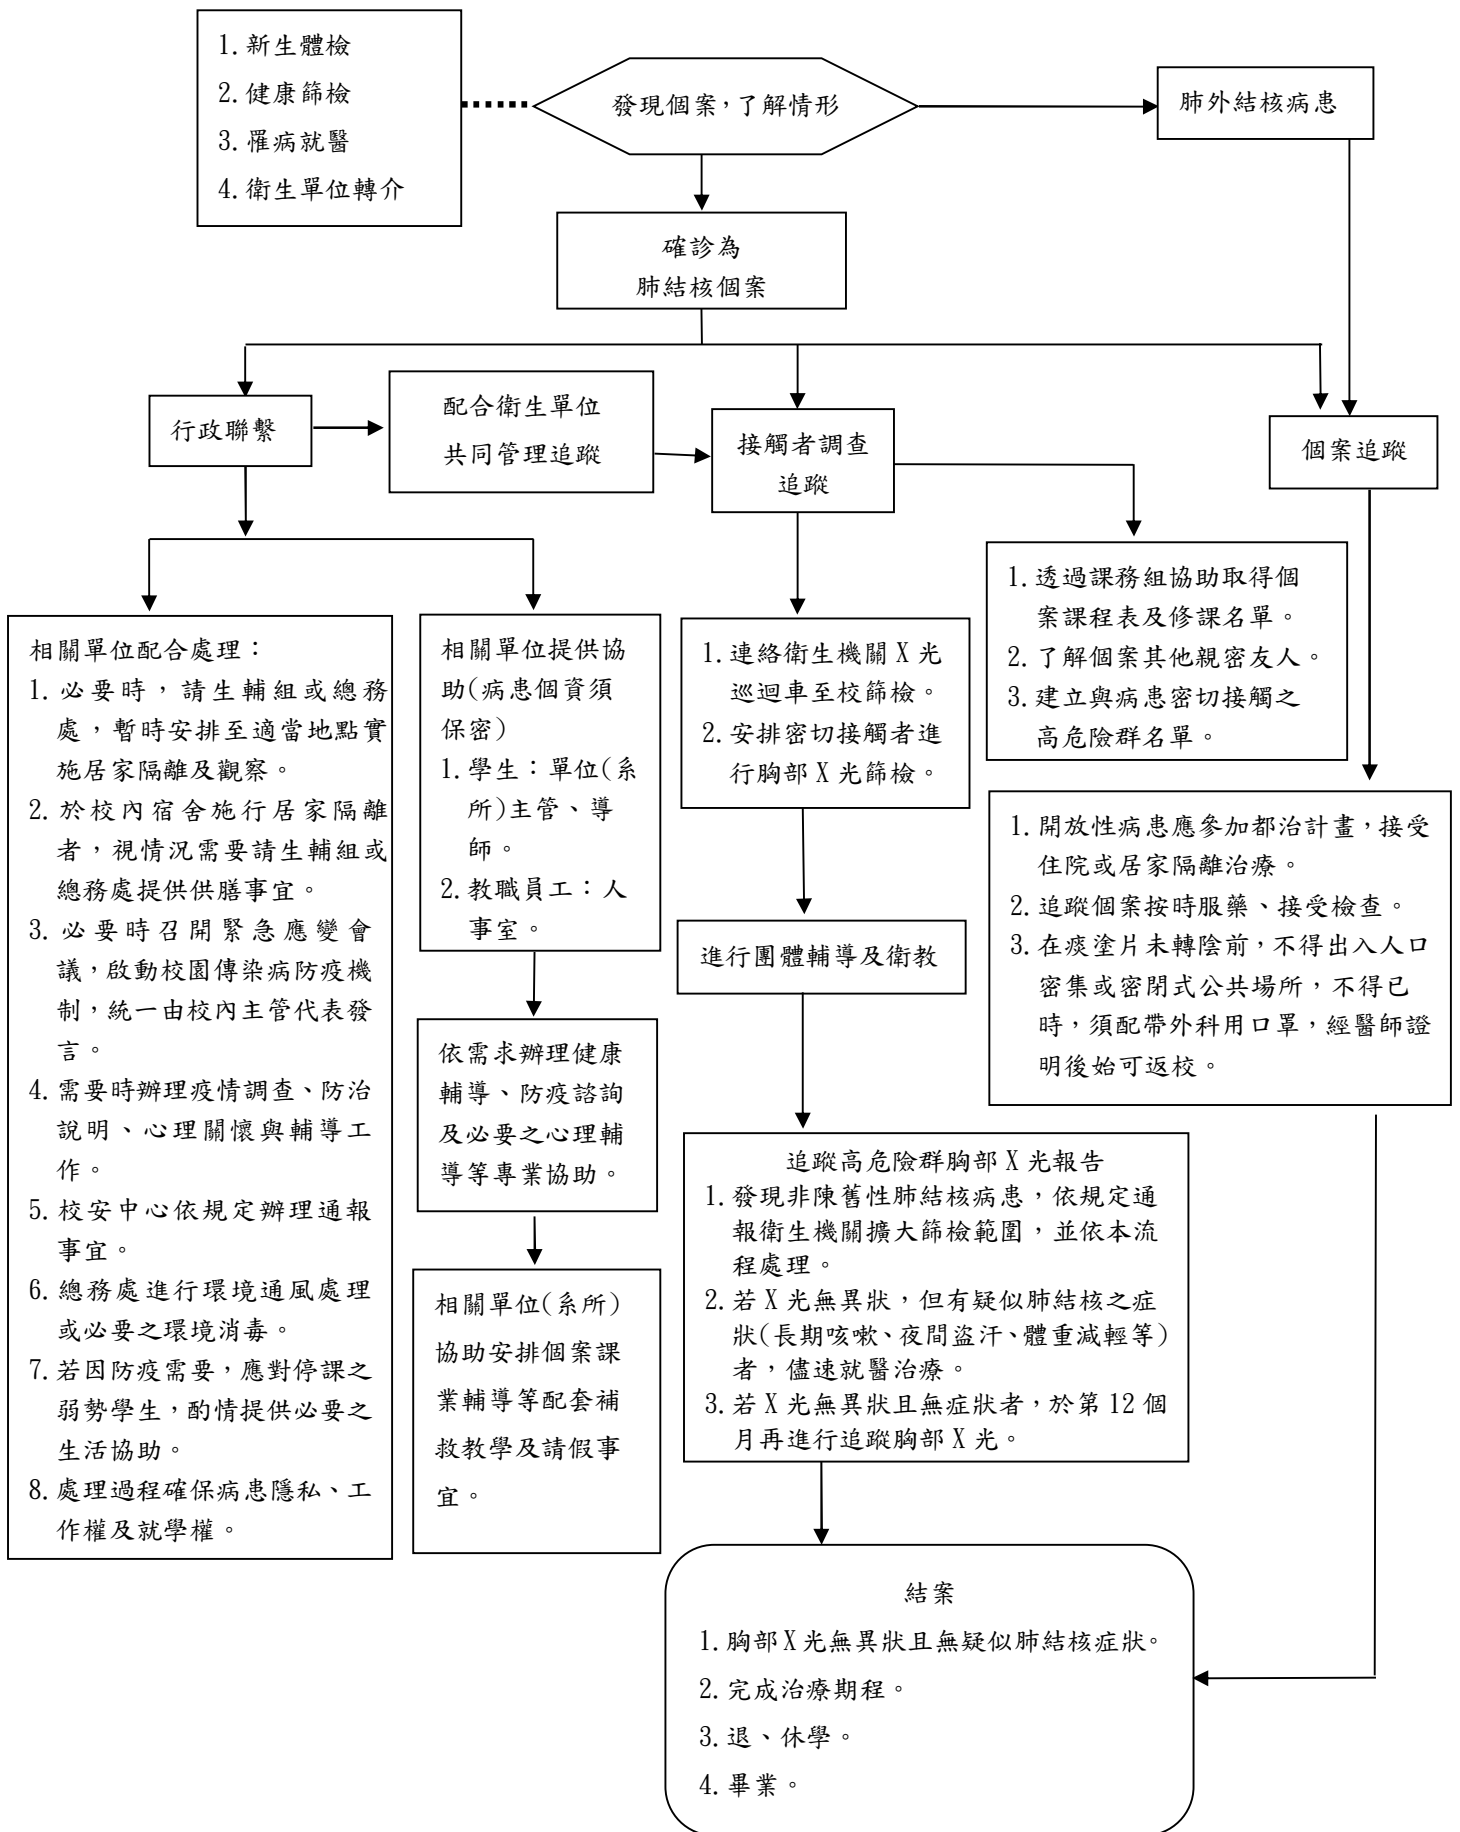 1.新生體檢
2.健康篩檢
3.罹病就醫
4.衛生單位轉介
發現個案，了解情形
肺外結核病患
確診為
肺結核個案
行政聯繫
配合衛生單位
共同管理追蹤
接觸者調查
追蹤
個案追蹤
相關單位配合處理：
1.必要時，請生輔組或總務
處，暫時安排至適當地點實
施居家隔離及觀察。
2.於校內宿舍施行居家隔離
者，視情況需要請生輔組或
總務處提供供膳事宜。
3.必要時召開緊急應變會
議，啟動校園傳染病防疫機
制，統一由校內主管代表發
言。
4.需要時辦理疫情調查、防治
說明、心理關懷與輔導工
作。
5.校安中心依規定辦理通報
事宜。
6.總務處進行環境通風處理
或必要之環境消毒。
7.若因防疫需要，應對停課之
弱勢學生，酌情提供必要之
生活協助。
8.處理過程確保病患隱私、工
作權及就學權。
相關單位提供協
助(病患個資須
保密)
1.學生：單位(系
所)主管、導
師。
2.教職員工：人
事室。
依需求辦理健康
輔導、防疫諮詢
及必要之心理輔
導等專業協助。
相關單位(系所)
協助安排個案課
業輔導等配套補
救教學及請假事
宜。
1.連絡衛生機關 X 光
巡迴車至校篩檢。
2.安排密切接觸者進
行胸部 X 光篩檢。
進行團體輔導及衛教
追蹤高危險群胸部 X 光報告
1.發現非陳舊性肺結核病患，依規定通
報衛生機關擴大篩檢範圍，並依本流
程處理。
2.若 X 光無異狀，但有疑似肺結核之症
狀(長期咳嗽、夜間盜汗、體重減輕等)
者，儘速就醫治療。
3.若 X 光無異狀且無症狀者，於第 12 個
月再進行追蹤胸部 X 光。
1.透過課務組協助取得個
案課程表及修課名單。
2.了解個案其他親密友人。
3.建立與病患密切接觸之
高危險群名單。
1.開放性病患應參加都治計畫，接受
住院或居家隔離治療。
2.追蹤個案按時服藥、接受檢查。
3.在痰塗片未轉陰前，不得出入人口
密集或密閉式公共場所，不得已
時，須配帶外科用口罩，經醫師證
明後始可返校。
結案
1.胸部 X 光無異狀且無疑似肺結核症狀。
2.完成治療期程。
3.退、休學。
4.畢業。